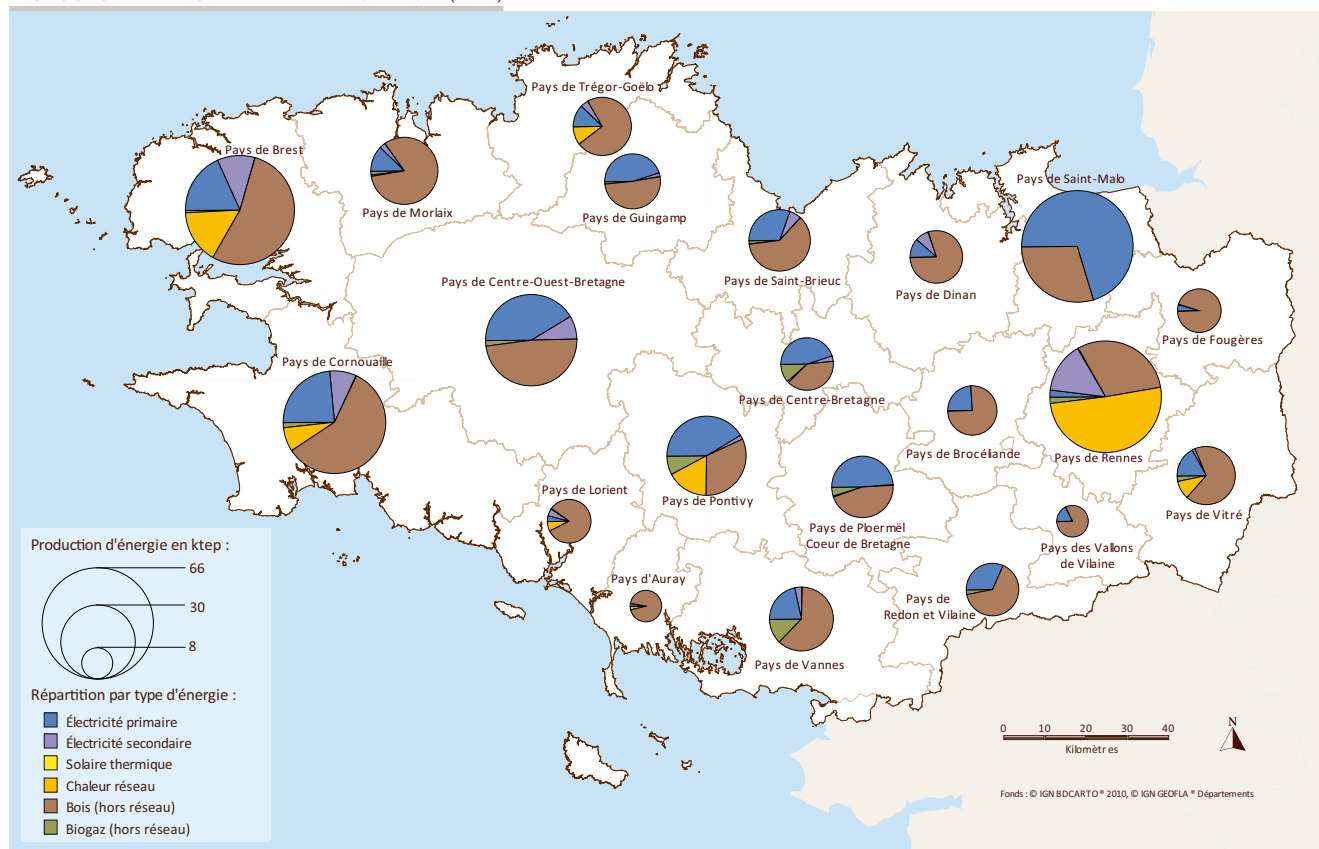 Pays de Trégor-Goëlo
Pays de Brest
Pays de Saint-Malo
Pays de Morlaix
Pays de Guingamp
Pays de Centre-Ouest-Bretagne
Pays de Saint-Brieuc
Pays de Dinan
Pays de Fougères
Pays de Cornouaille
Pays de Centre-Bretagne
Pays de Brocéliande
Pays de Rennes
Pays de Lorient
Pays de Pontivy
Pays de Vitré
Pays de Ploermël
Coeur de Bretagne
Pays des Vallons
de Vilaine
Pays d'Auray
Pays de
Redon et Vilaine
Pays de Vannes
Production d'énergie en ktep :
66
30
8
Répartition par type d'énergie :
Électricité primaire
Électricité secondaire
Solaire thermique
Chaleur réseau
Bois (hors réseau)
Biogaz (hors réseau)
0 10 20 30 40
Kilomètres
N
Fonds : © IGN BDCARTO ® 2010, © IGN GEOFLA ® Départements